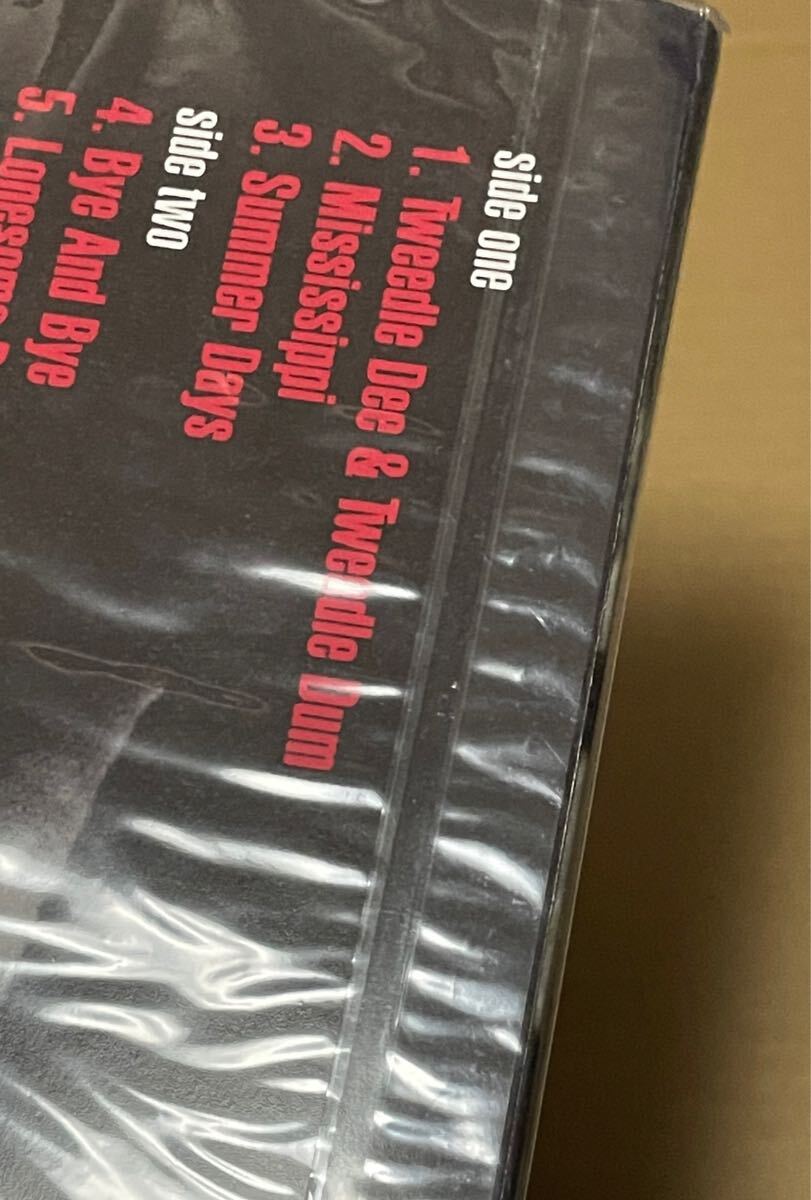 side one
1. Tweedle Dee & Tweedle Dum
2. Mississippi
3. Summer Days
side two
4. Bye And Bye
5. Lonesome